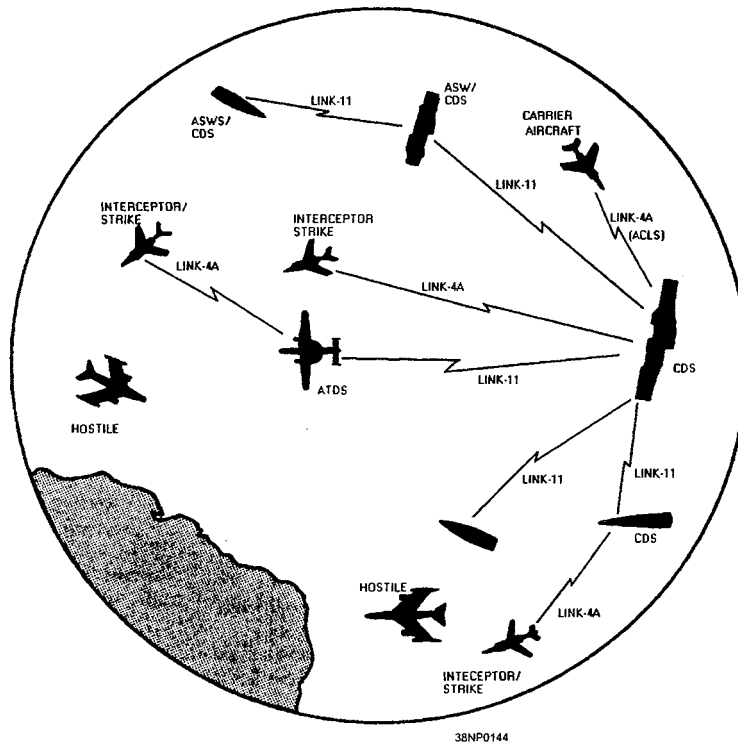 ASW/
CDS
LINK-11
ASWS/
CDS
CARRIER
AIRCRAFT
LINK-11
LINK-4A
(ACLS)
INTERCEPTOR/
STRIKE
INTERCEPTOR
STRIKE
LINK-4A
LINK-4A
CDS
ATDS
LINK-11
HOSTILE
LINK-11
LINK-11
CDS
HOSTILE
LINK-4A
INTECEPTOR/
STRIKE
38NP0144